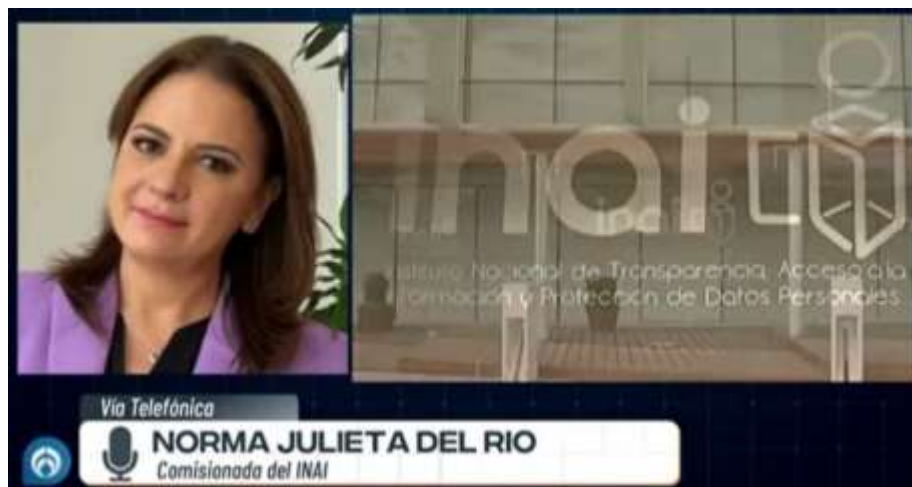 inai
inai
Instituto Nacional de Transparencia, Acceso a la
Información y Protección de Datos Personales
Vía Telefónica
NORMA JULIETA DEL RIO
Comisionada del INAI